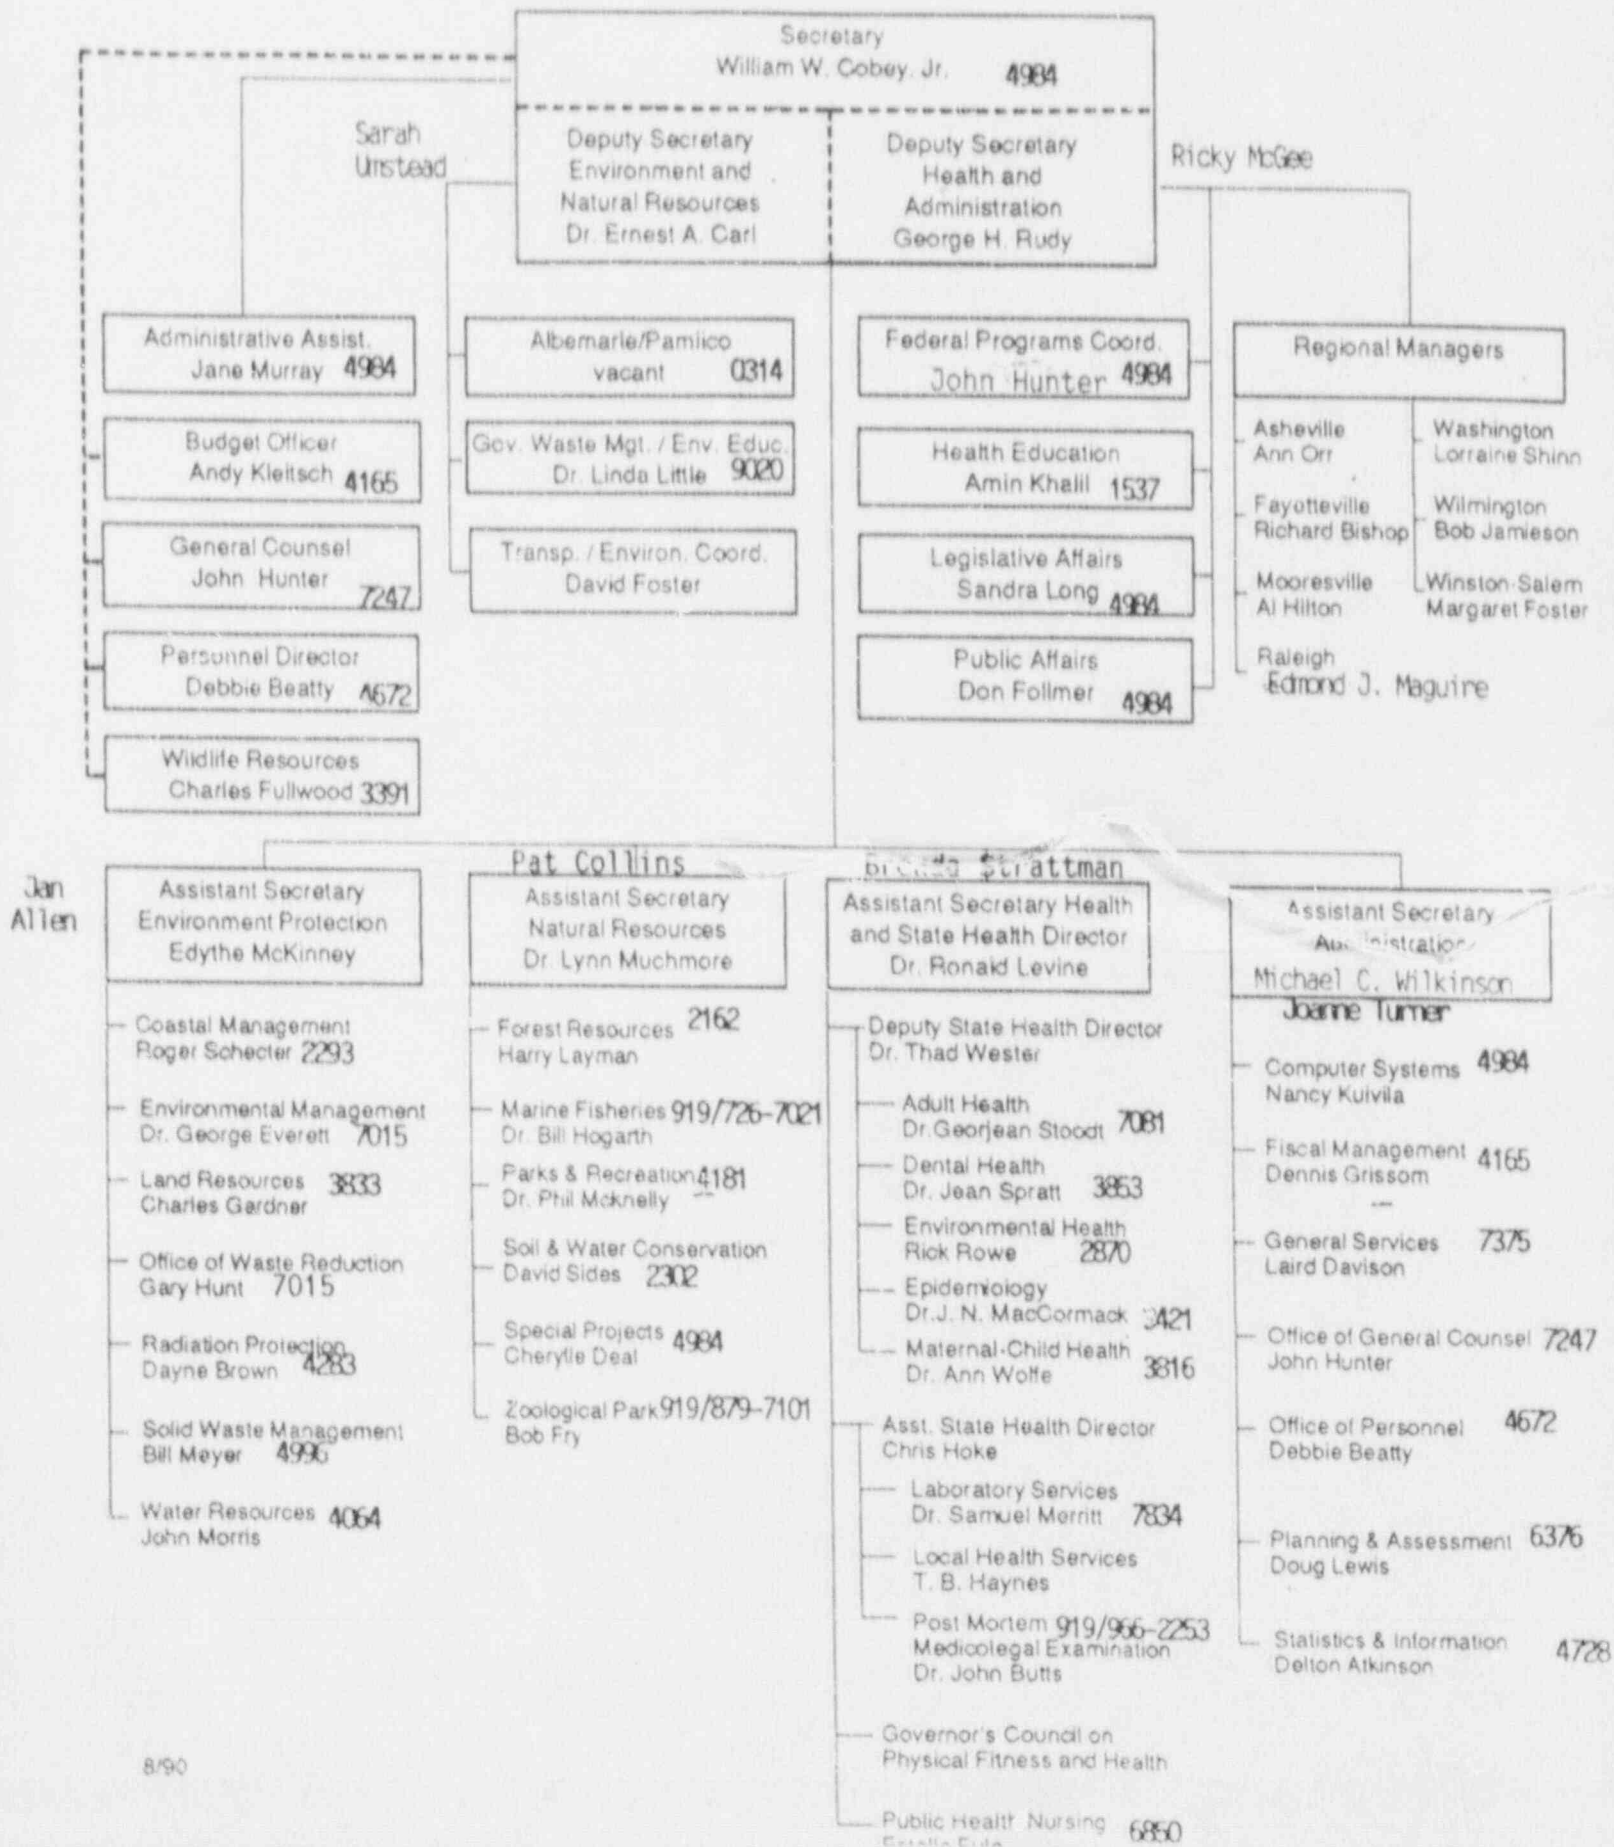 Secretary
William W. Cobey, Jr. 4984
Sarah
Umstead
Deputy Secretary
Environment and
Natural Resources
Dr. Ernest A. Carl
Deputy Secretary
Health and
Administration
George H. Rudy
Ricky McGee
Administrative Assist.
Jane Murray 4984
Budget Officer
Andy Kleitsch 4165
General Counsel
John Hunter
7247
Personnel Director
Debbie Beatty 4672
Wildlife Resources
Charles Fullwood 3391
Albemarle/Pamlico
vacant 0314
Gov. Waste Mgt. / Env. Educ.
Dr. Linda Little 9020
Transp. / Environ. Coord.
David Foster
Federal Programs Coord.
John Hunter 4984
Health Education
Amin Khalil 1537
Legislative Affairs
Sandra Long 4984
Public Affairs
Don Follmer 4984
Regional Managers
Asheville
Ann Orr
Fayetteville
Richard Bishop
Mooresville
Al Hilton
Raleigh
Edmond J. Maguire
Washington
Lorraine Shinn
Wilmington
Bob Jamieson
Winston-Salem
Margaret Foster
Jan
Allen
Assistant Secretary
Environment Protection
Edythe McKinney
Coastal Management
Roger Schecter 2293
Environmental Management
Dr. George Everett 7015
Land Resources 3833
Charles Gardner
Office of Waste Reduction
Gary Hunt 7015
Radiation Protection
Dayne Brown 4283
Solid Waste Management
Bill Meyer 4996
Water Resources 4064
John Morris
Pat Collins
Assistant Secretary
Natural Resources
Dr. Lynn Muchmore
Forest Resources 2162
Harry Layman
Marine Fisheries 919/726-7021
Dr. Bill Hogarth
Parks & Recreation 4181
Dr. Phil Mcknelly
Soil & Water Conservation
David Sides 2302
Special Projects 4984
Cherylle Deal
Zoological Park 919/879-7101
Bob Fry
Strattman
Assistant Secretary Health
and State Health Director
Dr. Ronald Levine
Deputy State Health Director
Dr. Thad Wester
Adult Health
Dr. Georjean Stoodt 7081
Dental Health
Dr. Jean Spratt 3853
Environmental Health
Rick Rowe 2870
Epidemiology
Dr. J. N. MacCormack
Maternal-Child Health
Dr. Ann Wolfe 3816
Asst. State Health Director
Chris Hoke
Laboratory Services
Dr. Samuel Merritt 7834
Local Health Services
T. B. Haynes
Post Mortem 919/966-2253
Medicolegal Examination
Dr. John Butts
Governor's Council on
Physical Fitness and Health
Public Health Nursing 6850
Assistant Secretary
Administration
Michael C. Wilkinson
Joanne Turner
Computer Systems 4984
Nancy Kuivila
Fiscal Management 4165
Dennis Grissom
General Services 7375
Laird Davison
Office of General Counsel 7247
John Hunter
Office of Personnel 4672
Debbie Beatty
Planning & Assessment 6376
Doug Lewis
Statistics & Information 4728
Delton Atkinson
8/90